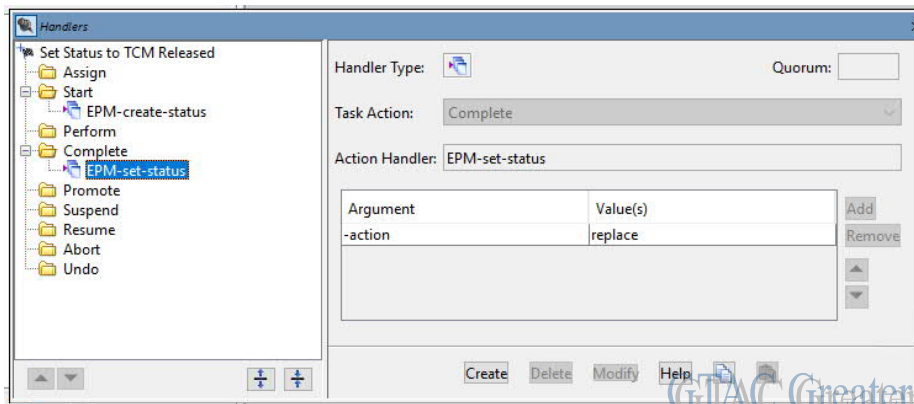 Handlers
Set Status to TCM Released
Assign
Start
EPM-create-status
Perform
Complete
EPM-set-status
Promote
Suspend
Resume
Abort
Undo
Handler Type:
Quorum:
Task Action:
Complete
Action Handler:
EPM-set-status
Argument
Value(s)
Add
-action
replace
Remove
Create
Delete
Modify
Help
GTAC Greater